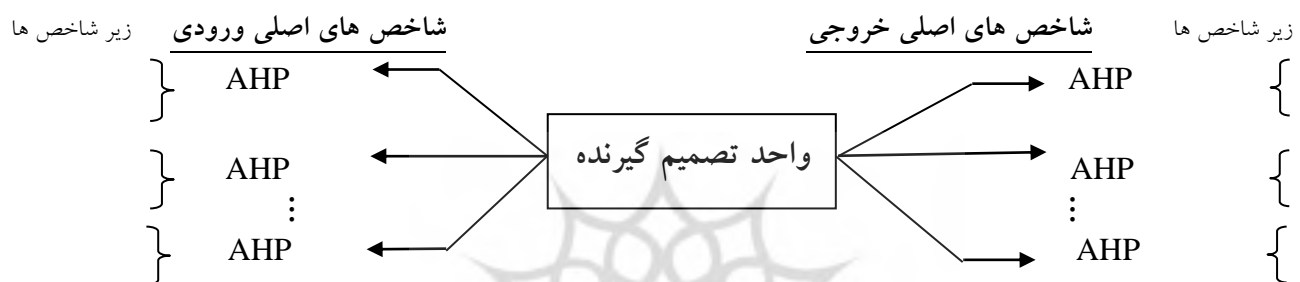 زیر شاخص ها شاخص های اصلی خروجی شاخص های اصلی ورودی زیر شاخص ها
AHP AHP
واحد تصمیم گیرنده
AHP AHP
⋮ ⋮
AHP AHP